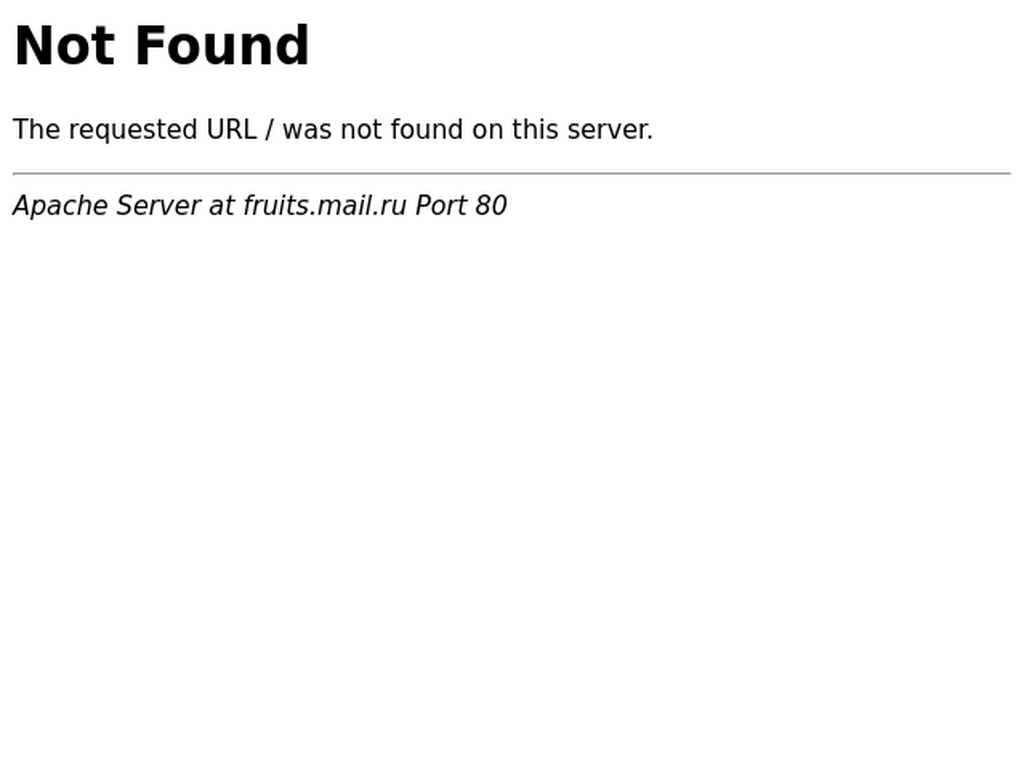 Not Found
The requested URL / was not found on this server.
Apache Server at fruits.mail.ru Port 80